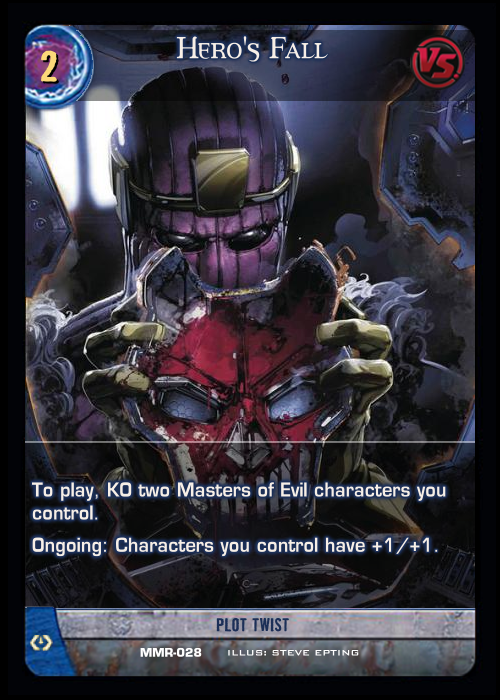 2
Hero's Fall
VS.
To play, KO two Masters of Evil characters you
control.
Ongoing: Characters you control have +1/+1.
PLOT TWIST
MMR-028 ILLUS: STEVE EPTING